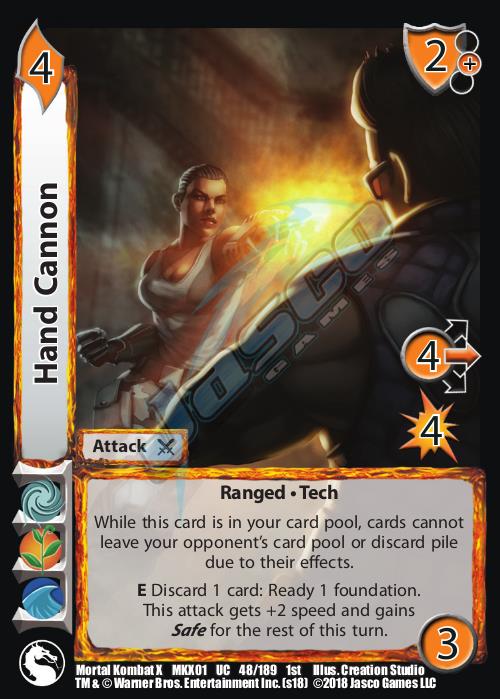 4
2
+
Hand Cannon
JASCO
GAMES
4
4
Attack
Ranged • Tech
While this card is in your card pool, cards cannot
leave your opponent's card pool or discard pile
due to their effects.
E Discard 1 card: Ready 1 foundation.
This attack gets +2 speed and gains
Safe for the rest of this turn.
3
Mortal Kombat X MKX01 UC 48/189 1st Illus. Creation Studio
TM & © Warner Bros. Entertainment Inc. (s18) ©2018 Jasco Games LLC